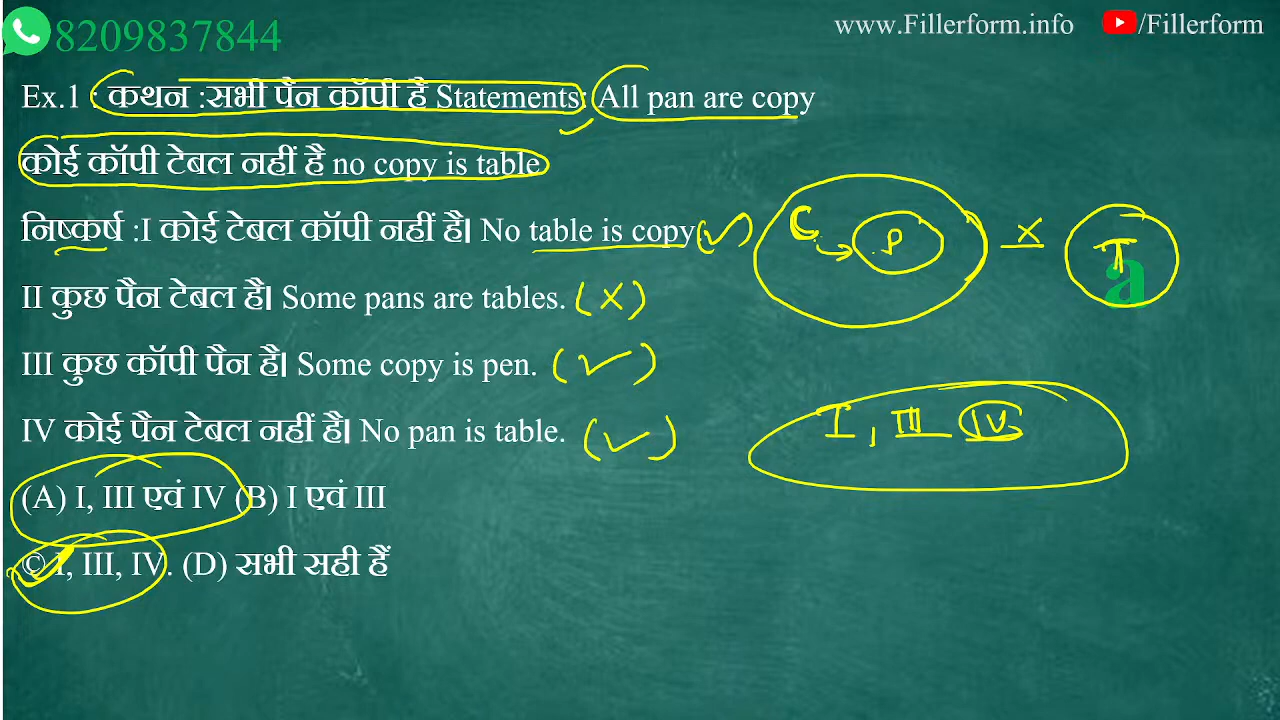 8209837844
www.Fillerform.info /Fillerform
Ex.1 : कथन :सभी पैन कॉपी है Statements: All pan are copy
कोई कॉपी टेबल नहीं है no copy is table
निष्कर्ष :I कोई टेबल कॉपी नहीं है। No table is copy
C P X T
a
II कुछ पैन टेबल है। Some pans are tables. (X)
III कुछ कॉपी पैन है। Some copy is pen. (✓)
I, III IV
IV कोई पैन टेबल नहीं है। No pan is table. (✓)
(A) I, III एवं IV (B) I एवं III
© I, III, IV. (D) सभी सही हैं